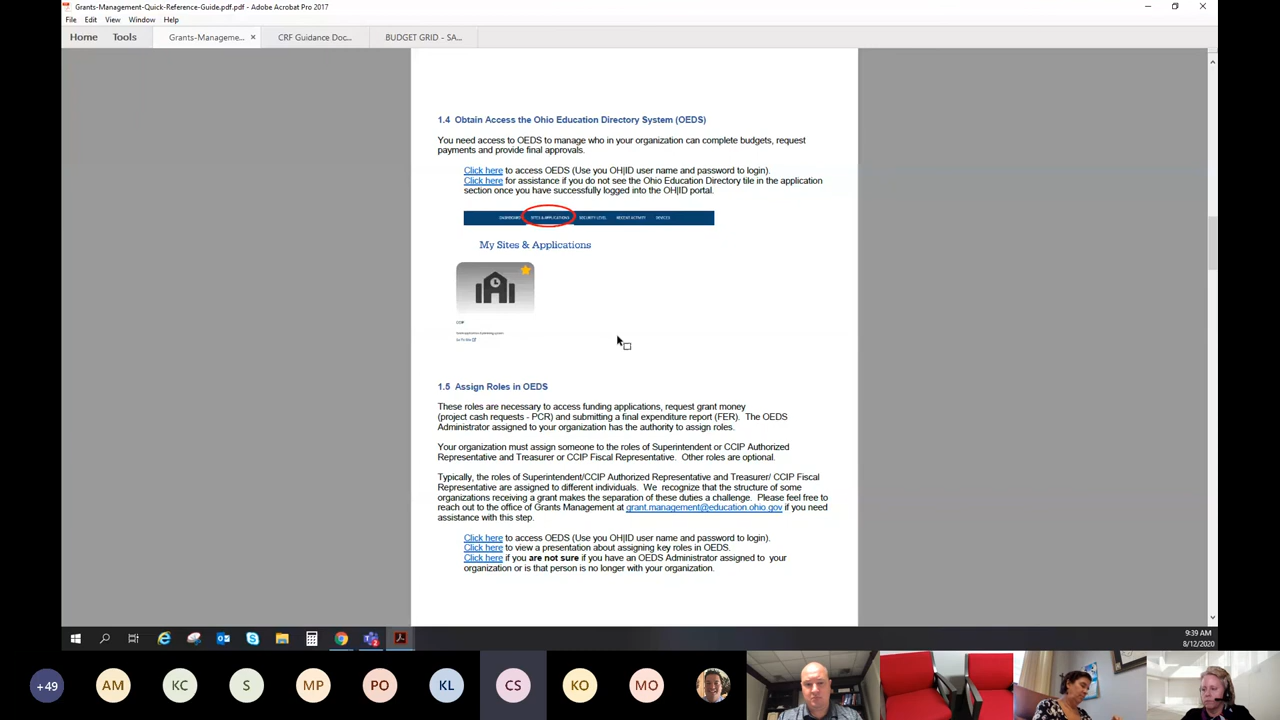 Grants-Management-Quick-Reference-Guide.pdf.pdf - Adobe Acrobat Pro 2017
File Edit View Window Help
Home Tools Grants-Manageme... × CRF Guidance Doc... BUDGET GRID - SA...
1.4 Obtain Access the Ohio Education Directory System (OEDS)
You need access to OEDS to manage who in your organization can complete budgets, request
payments and provide final approvals.
Click here to access OEDS (Use you OH|ID user name and password to login).
Click here for assistance if you do not see the Ohio Education Directory tile in the application
section once you have successfully logged into the OH|ID portal.
DASHBOARD SITES & APPLICATIONS SECURITY LEVEL RECENT ACTIVITY DEVICES
My Sites & Applications
CCIP
Go To Site
1.5 Assign Roles in OEDS
These roles are necessary to access funding applications, request grant money
(project cash requests - PCR) and submitting a final expenditure report (FER). The OEDS
Administrator assigned to your organization has the authority to assign roles.
Your organization must assign someone to the roles of Superintendent or CCIP Authorized
Representative and Treasurer or CCIP Fiscal Representative. Other roles are optional.
Typically, the roles of Superintendent/CCIP Authorized Representative and Treasurer/ CCIP Fiscal
Representative are assigned to different individuals. We recognize that the structure of some
organizations receiving a grant makes the separation of these duties a challenge. Please feel free to
reach out to the office of Grants Management at grant.management@education.ohio.gov if you need
assistance with this step.
Click here to access OEDS (Use you OH|ID user name and password to login).
Click here to view a presentation about assigning key roles in OEDS.
Click here if you are not sure if you have an OEDS Administrator assigned to your
organization or is that person is no longer with your organization.
9:39 AM
8/12/2020
+49 AM KC S MP PO KL CS KO MO